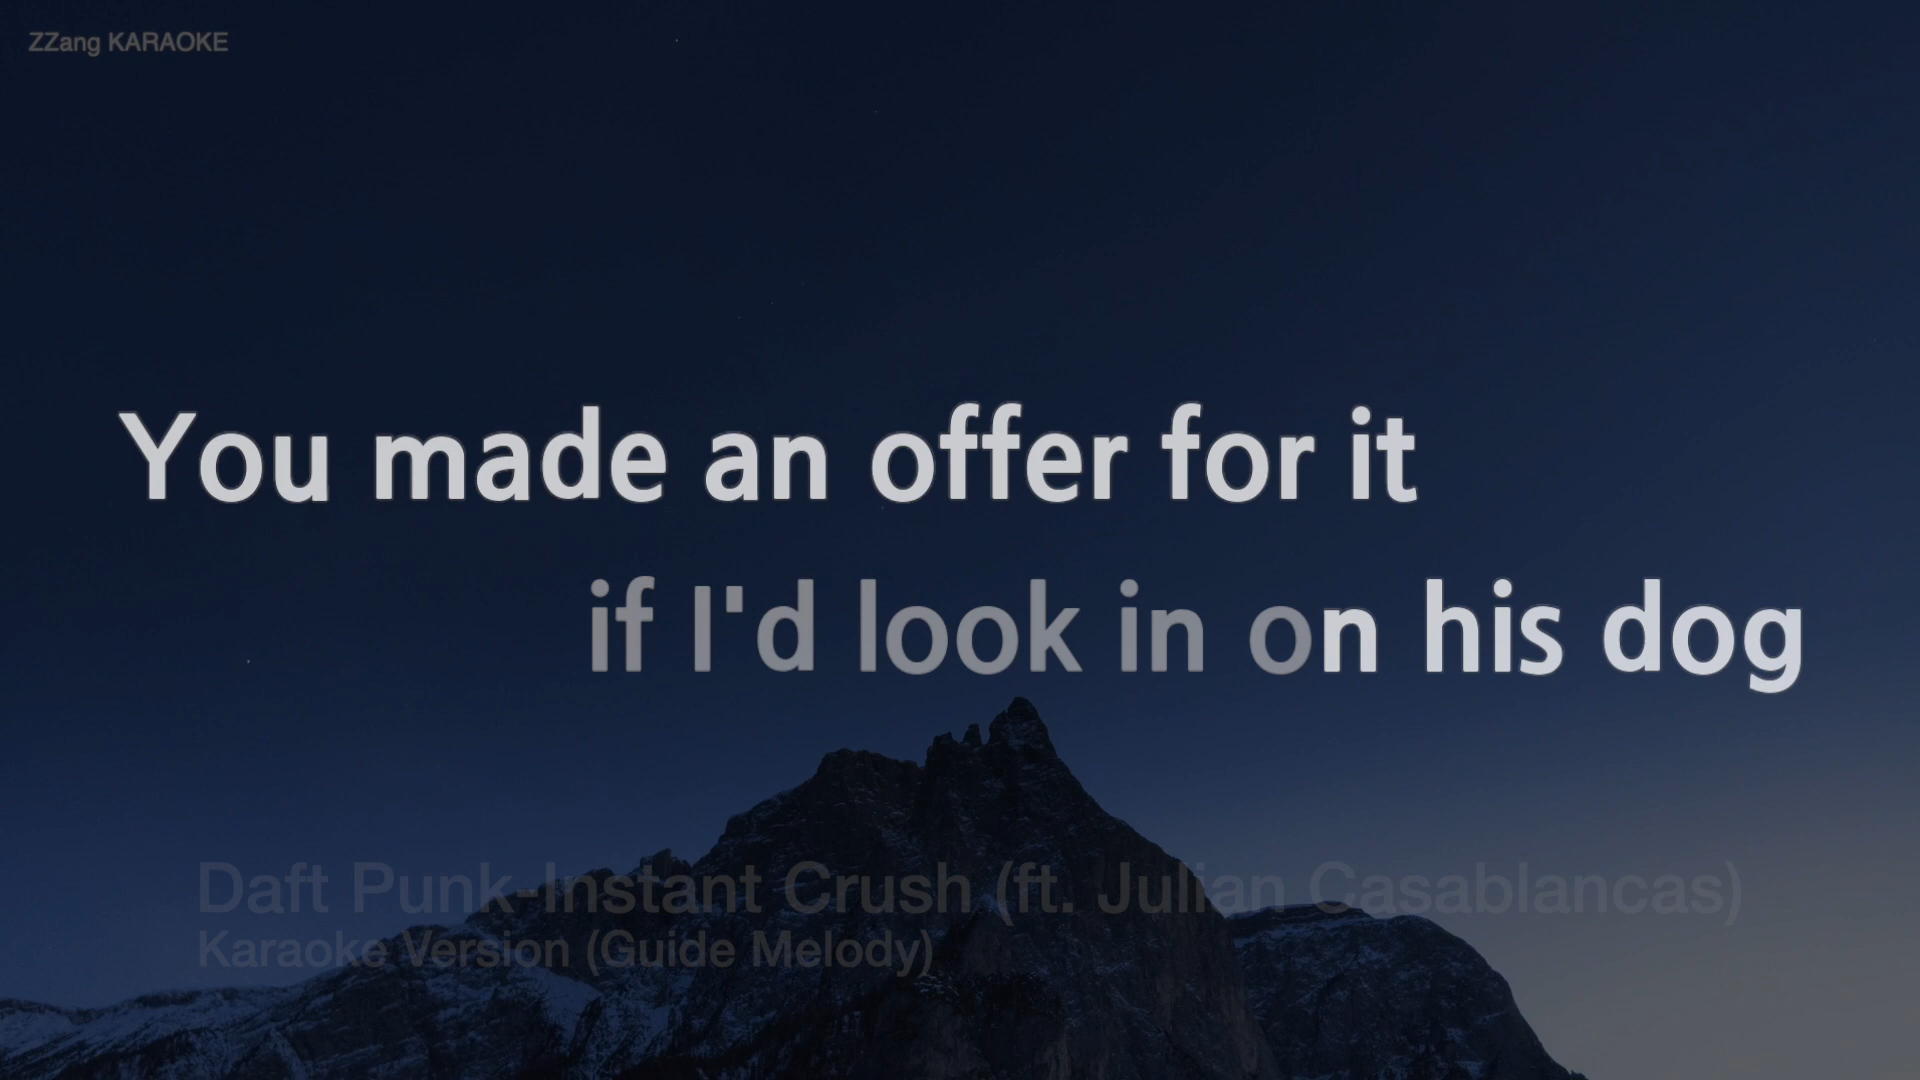 ZZang KARAOKE
You made an offer for it
if I'd look in on his dog
Daft Punk-Instant Crush (ft. Julian Casablancas)
Karaoke Version (Guide Melody)